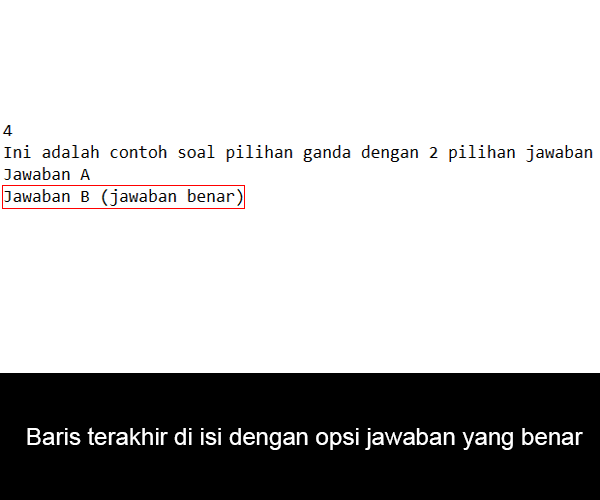 4
Ini adalah contoh soal pilihan ganda dengan 2 pilihan jawaban
Jawaban A
Jawaban B (jawaban benar)
Baris terakhir di isi dengan opsi jawaban yang benar